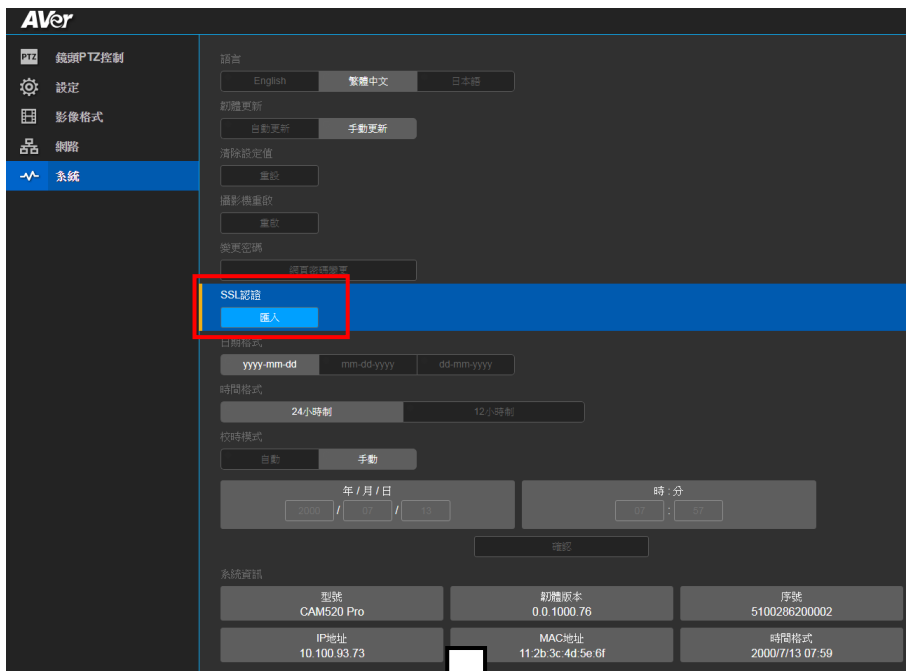 AVer
PTZ 鏡頭PTZ控制
設定
影像格式
網路
系統
語言
English 繁體中文 日本語
韌體更新
自動更新 手動更新
清除設定值
重設
攝影機重啟
重啟
變更密碼
網頁密碼變更
SSL認證
匯入
日期格式
yyyy-mm-dd mm-dd-yyyy dd-mm-yyyy
時間格式
24小時制 12小時制
校時模式
自動 手動
年 / 月 / 日 時 : 分
2000 / 07 / 13 07 : 57
確認
系統資訊
型號 韌體版本 序號
CAM520 Pro 0.0.1000.76 5100286200002
IP地址 MAC地址 時間格式
10.100.93.73 11:2b:3c:4d:5e:6f 2000/7/13 07:59